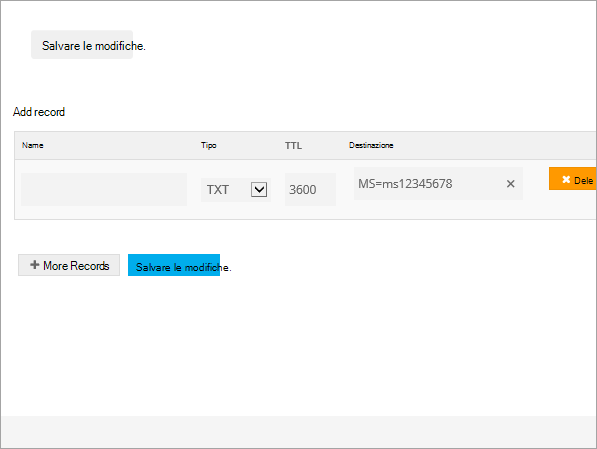 Salvare le modifiche.
Add record
Name Tipo TTL Destinazione
TXT 3600 MS=ms12345678 Dele
More Records Salvare le modifiche.